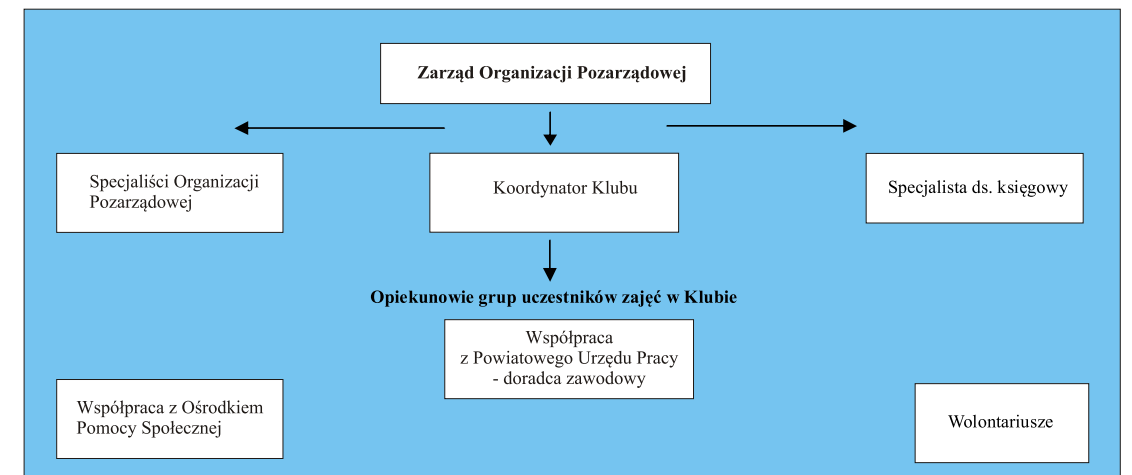 Zarząd Organizacji Pozarządowej
Specjaliści Organizacji
Pozarządowej
Koordynator Klubu
Specjalista ds. księgowy
Opiekunowie grup uczestników zajęć w Klubie
Współpraca
z Powiatowego Urzędu Pracy
- doradca zawodowy
Współpraca z Ośrodkiem
Pomocy Społecznej
Wolontariusze